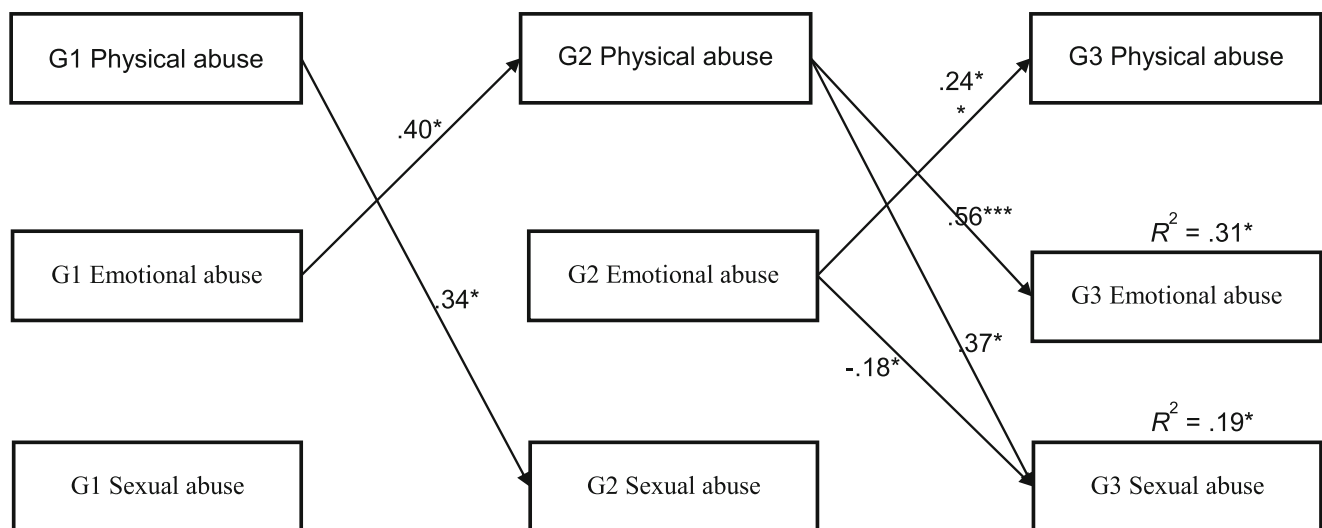 G1 Physical abuse
G2 Physical abuse
G3 Physical abuse
.24*
*
.40*
.56***
R² = .31*
G1 Emotional abuse
G2 Emotional abuse
G3 Emotional abuse
.34*
.37*
-.18*
R² = .19*
G1 Sexual abuse
G2 Sexual abuse
G3 Sexual abuse